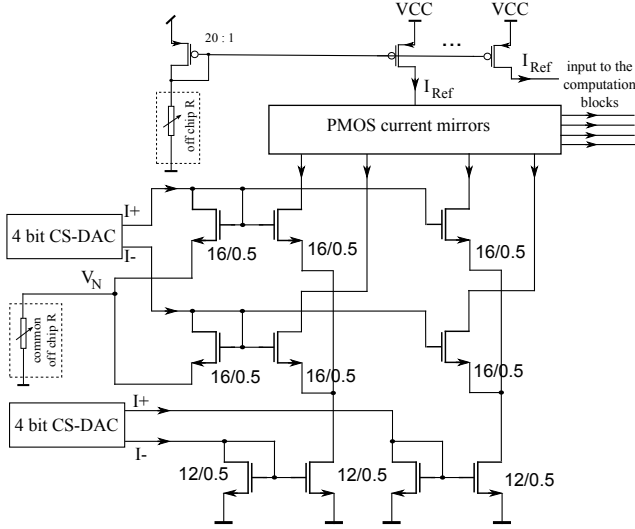 VCC
VCC
20 : 1
...
I_Ref
I_Ref
input to the
computation
blocks
off chip R
PMOS current mirrors
I+
4 bit CS-DAC
I-
16/0.5
16/0.5
16/0.5
V_N
common
off chip R
16/0.5
16/0.5
16/0.5
I+
4 bit CS-DAC
I-
12/0.5
12/0.5
12/0.5
12/0.5